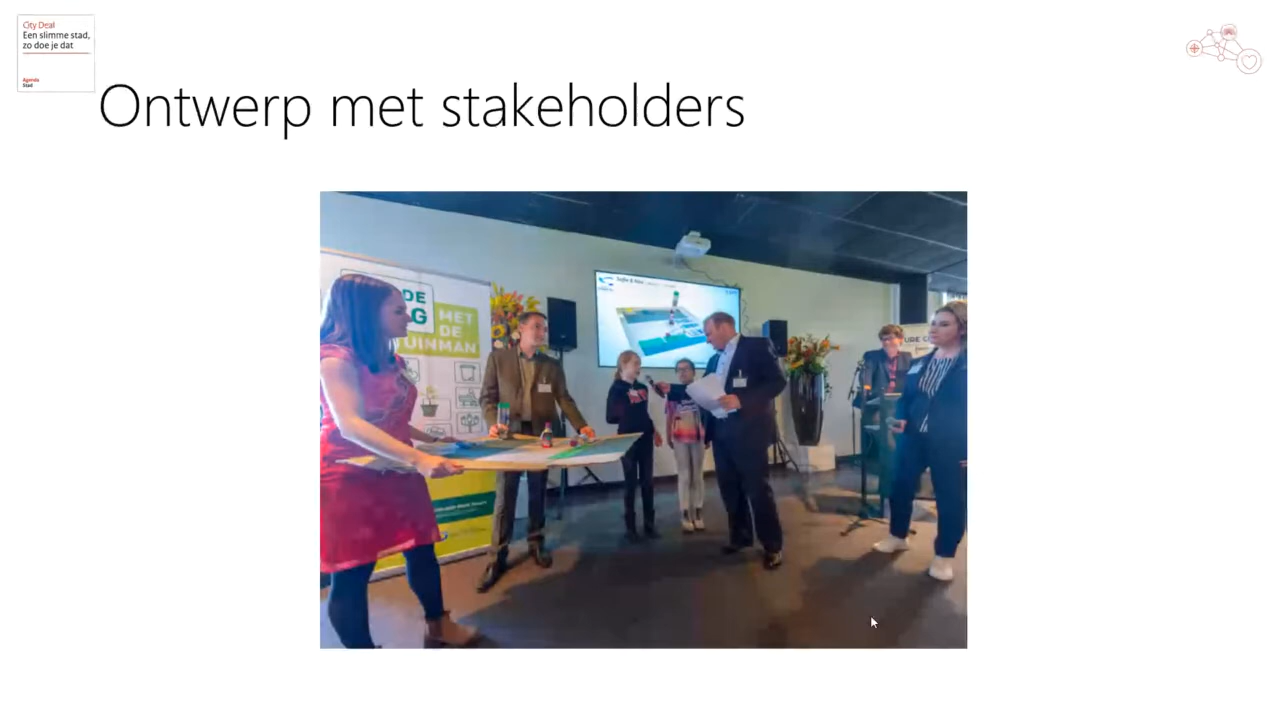 City Deal
Een slimme stad,
zo doe je dat
Agenda
Stad
Ontwerp met stakeholders
DE
G MET
DE
TUINMAN